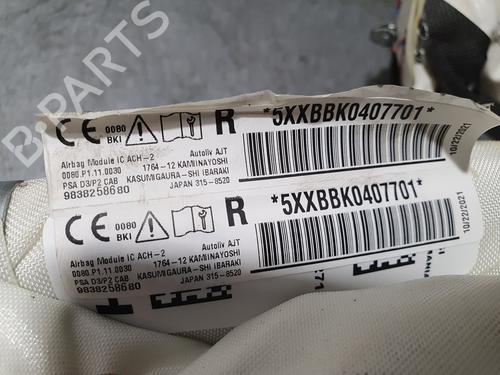 B-PARTS
CE 0080 BKI R *5XXBBK0407701*
Airbag Module IC ACH-2 Autoliv AJT
0080.P1.11.0030 1764-12 KAMINAYOSHI
PSA D3/P2 CAB KASUMIGAURA-SHI IBARAKI
9838258680 JAPAN 315-8520
10/22/2021
CE 0080 BKI R *5XXBBK0407701*
Airbag Module IC ACH-2 Autoliv AJT
0080.P1.11.0030 1764-12 KAMINAYOSHI
PSA D3/P2 CAB KASUMIGAURA-SHI IBARAKI
9838258680 JAPAN 315-8520
10/22/2021